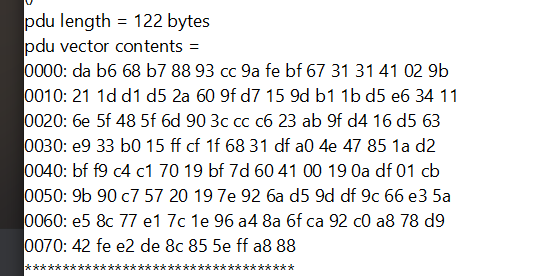 pdu length = 122 bytes
pdu vector contents =
0000: da b6 68 b7 88 93 cc 9a fe bf 67 31 31 41 02 9b
0010: 21 1d d1 d5 2a 60 9f d7 15 9d b1 1b d5 e6 34 11
0020: 6e 5f 48 5f 6d 90 3c cc c6 23 ab 9f d4 16 d5 63
0030: e9 33 b0 15 ff cf 1f 68 31 df a0 4e 47 85 1a d2
0040: bf f9 c4 c1 70 19 bf 7d 60 41 00 19 0a df 01 cb
0050: 9b 90 c7 57 20 19 7e 92 6a d5 9d df 9c 66 e3 5a
0060: e5 8c 77 e1 7c 1e 96 a4 8a 6f ca 92 c0 a8 78 d9
0070: 42 fe e2 de 8c 85 5e ff a8 88
************************************